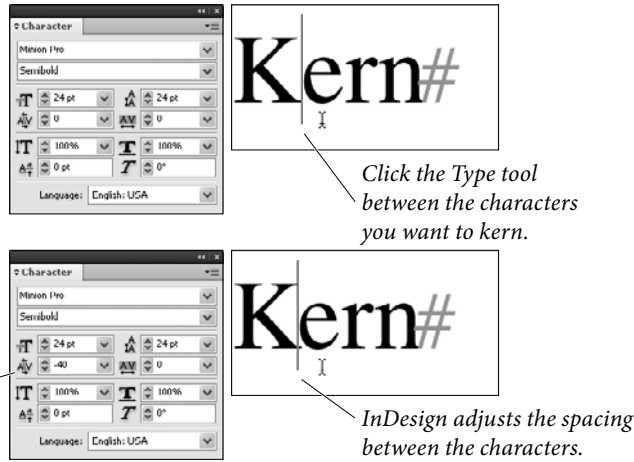 Character
Minion Pro
Semibold
24 pt 24 pt
0 0
100% 100%
0 pt 0°
Language: English: USA
Kern#
Click the Type tool
between the characters
you want to kern.
Character
Minion Pro
Semibold
24 pt 24 pt
-40 0
100% 100%
0 pt 0°
Language: English: USA
Kern#
InDesign adjusts the spacing
between the characters.